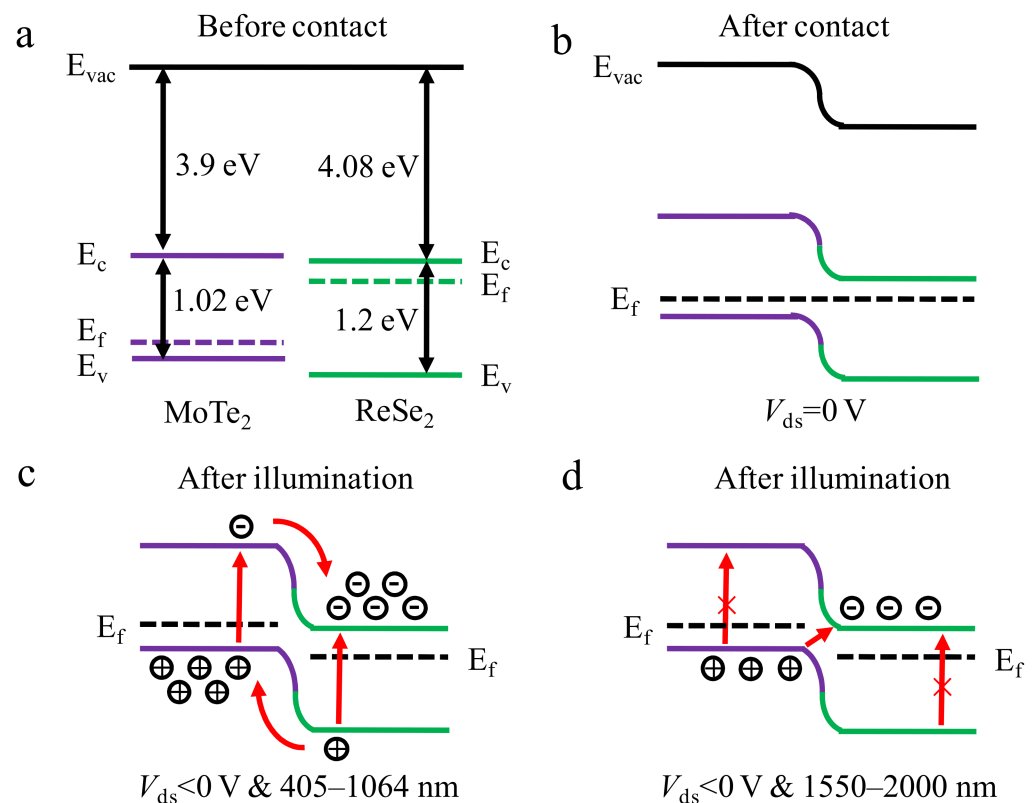 a
Before contact
E_vac
3.9 eV
4.08 eV
E_c
E_c
E_f
1.02 eV
1.2 eV
E_f
E_v
E_v
MoTe₂
ReSe₂
b
After contact
E_vac
E_f
V_ds=0 V
c
After illumination
E_f
E_f
V_ds<0 V & 405–1064 nm
d
After illumination
E_f
E_f
V_ds<0 V & 1550–2000 nm